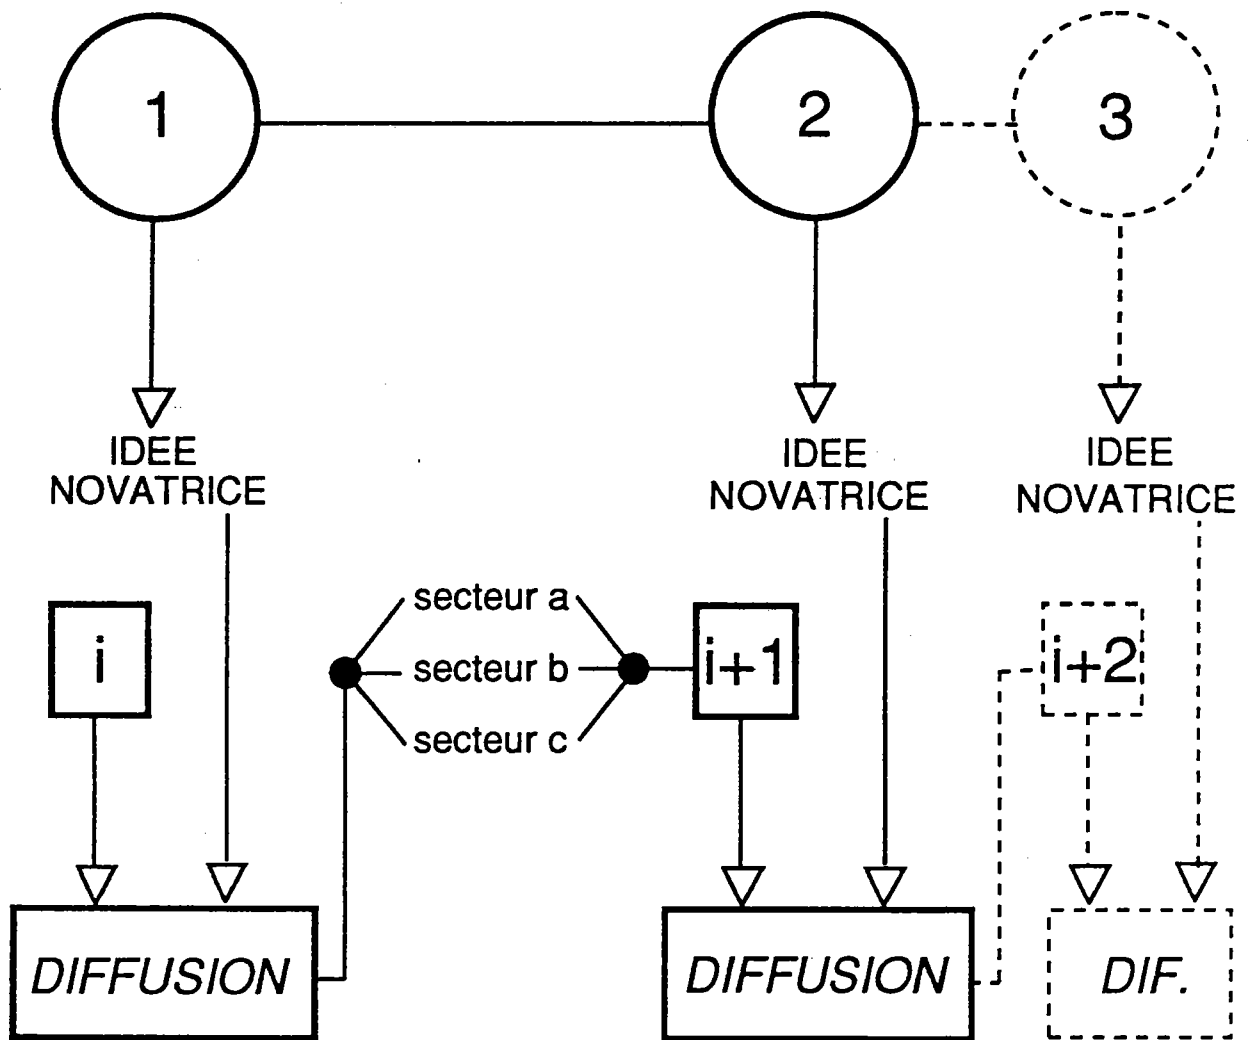 1
2
3
IDEE
NOVATRICE
IDEE
NOVATRICE
IDEE
NOVATRICE
i
secteur a
secteur b
secteur c
i+1
i+2
DIFFUSION
DIFFUSION
DIF.